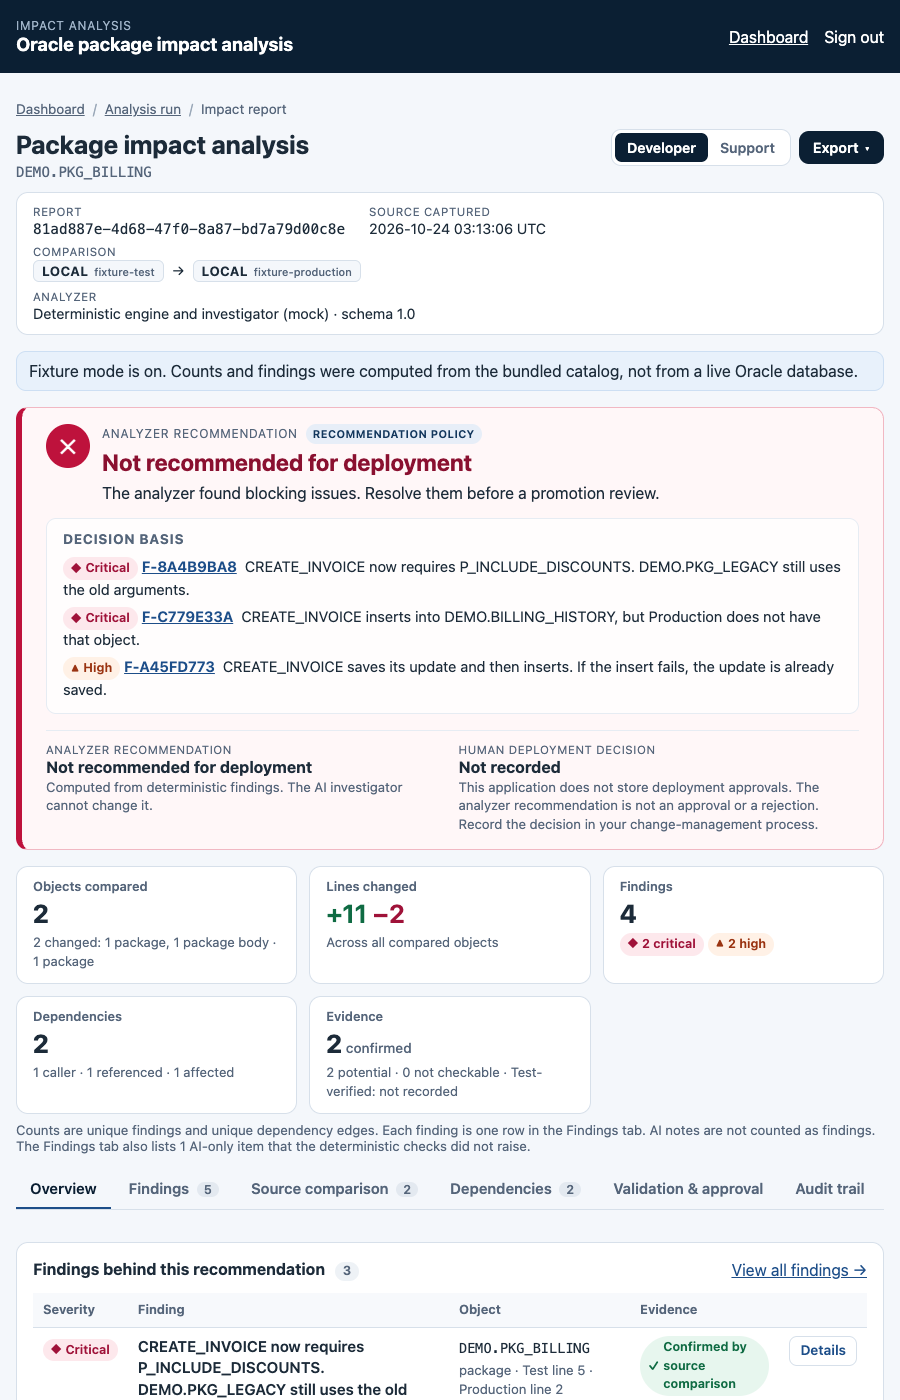 IMPACT ANALYSIS
Oracle package impact analysis
Dashboard Sign out
Dashboard / Analysis run / Impact report
Package impact analysis
DEMO.PKG_BILLING
Developer Support Export
REPORT SOURCE CAPTURED
81ad887e-4d68-47f0-8a87-bd7a79d00c8e 2026-10-24 03:13:06 UTC
COMPARISON
LOCAL fixture-test → LOCAL fixture-production
ANALYZER
Deterministic engine and investigator (mock) · schema 1.0
Fixture mode is on. Counts and findings were computed from the bundled catalog, not from a live Oracle database.
ANALYZER RECOMMENDATION RECOMMENDATION POLICY
Not recommended for deployment
The analyzer found blocking issues. Resolve them before a promotion review.
DECISION BASIS
◆ Critical F-8A4B9BA8 CREATE_INVOICE now requires P_INCLUDE_DISCOUNTS. DEMO.PKG_LEGACY still uses
the old arguments.
◆ Critical F-C779E33A CREATE_INVOICE inserts into DEMO.BILLING_HISTORY, but Production does not have
that object.
▲ High F-A45FD773 CREATE_INVOICE saves its update and then inserts. If the insert fails, the update is already
saved.
ANALYZER RECOMMENDATION
Not recommended for deployment
Computed from deterministic findings. The AI investigator
cannot change it.
HUMAN DEPLOYMENT DECISION
Not recorded
This application does not store deployment approvals. The
analyzer recommendation is not an approval or a rejection.
Record the decision in your change-management process.
Objects compared
2
2 changed: 1 package, 1 package body ·
1 package
Lines changed
+11 −2
Across all compared objects
Findings
4
◆ 2 critical ▲ 2 high
Dependencies
2
1 caller · 1 referenced · 1 affected
Evidence
2 confirmed
2 potential · 0 not checkable · Test-
verified: not recorded
Counts are unique findings and unique dependency edges. Each finding is one row in the Findings tab. AI notes are not counted as findings.
The Findings tab also lists 1 AI-only item that the deterministic checks did not raise.
Overview Findings 5 Source comparison 2 Dependencies 2 Validation & approval Audit trail
Findings behind this recommendation 3 View all findings →
Severity Finding Object Evidence
◆ Critical
CREATE_INVOICE now requires
P_INCLUDE_DISCOUNTS.
DEMO.PKG_LEGACY still uses the old
DEMO.PKG_BILLING
package · Test line 5 ·
Production line 2
✓ Confirmed by
source
comparison
Details